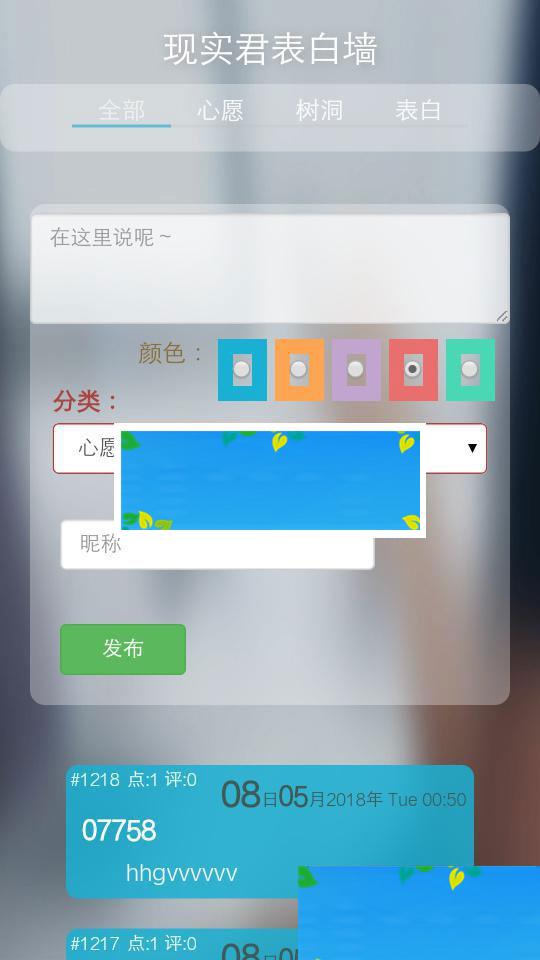 现实君表白墙
全部 心愿 树洞 表白
在这里说呢 ~
颜色：
分类：
心愿
昵称
发布
#1218 点:1 评:0
08日05月2018年 Tue 00:50
07758
hhgvvvvvv
#1217 点:1 评:0
08日0